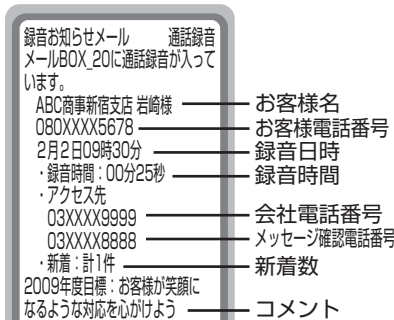 録音お知らせメール　通話録音
メールBOX_20に通話録音が入って
います。
ABC商事新宿支店 岩崎様
お客様名
080XXXX5678
お客様電話番号
2月2日09時30分
録音日時
・録音時間：00分25秒
録音時間
・アクセス先
03XXXX9999
会社電話番号
03XXXX8888
メッセージ確認電話番号
・新着：計1件
新着数
2009年度目標：お客様が笑顔に
なるような対応を心がけよう
コメント